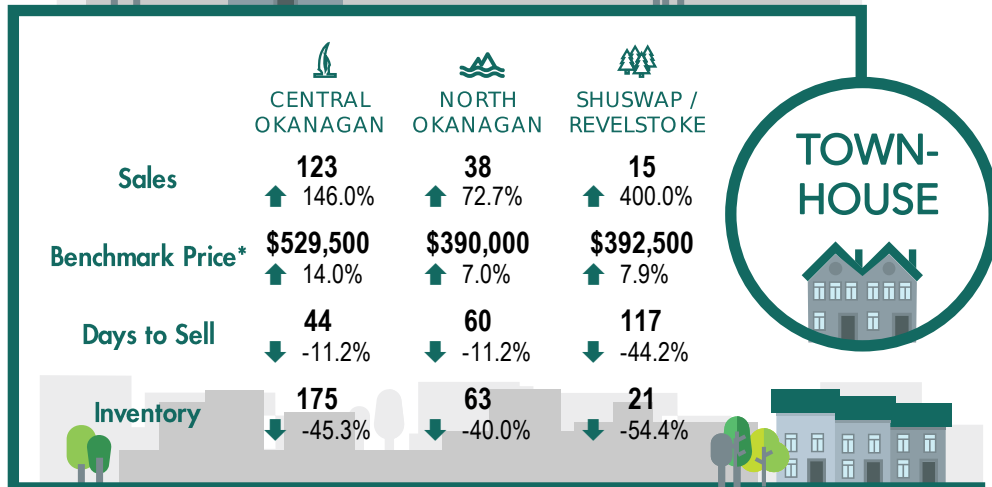 CENTRAL OKANAGAN
NORTH OKANAGAN
SHUSWAP / REVELSTOKE
TOWN-
HOUSE
Sales
123
38
15
146.0%
72.7%
400.0%
Benchmark Price*
$529,500
$390,000
$392,500
14.0%
7.0%
7.9%
Days to Sell
44
60
117
-11.2%
-11.2%
-44.2%
Inventory
175
63
21
-45.3%
-40.0%
-54.4%